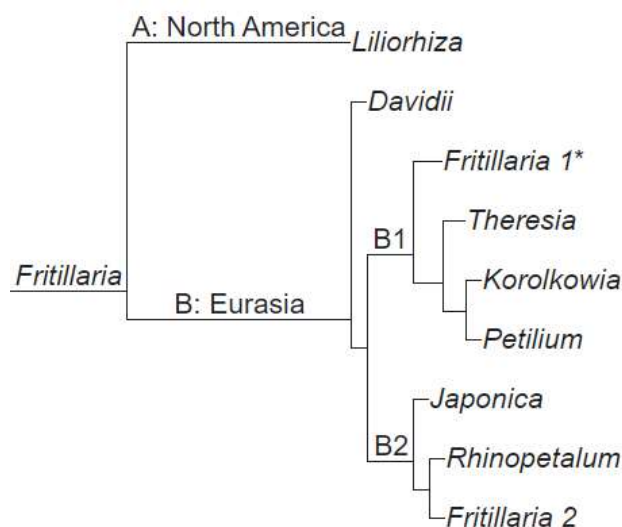 A: North America
Liliorhiza
Davidii
Fritillaria 1*
Theresia
B1
Fritillaria
Korolkowia
B: Eurasia
Petilium
Japonica
B2
Rhinopetalum
Fritillaria 2